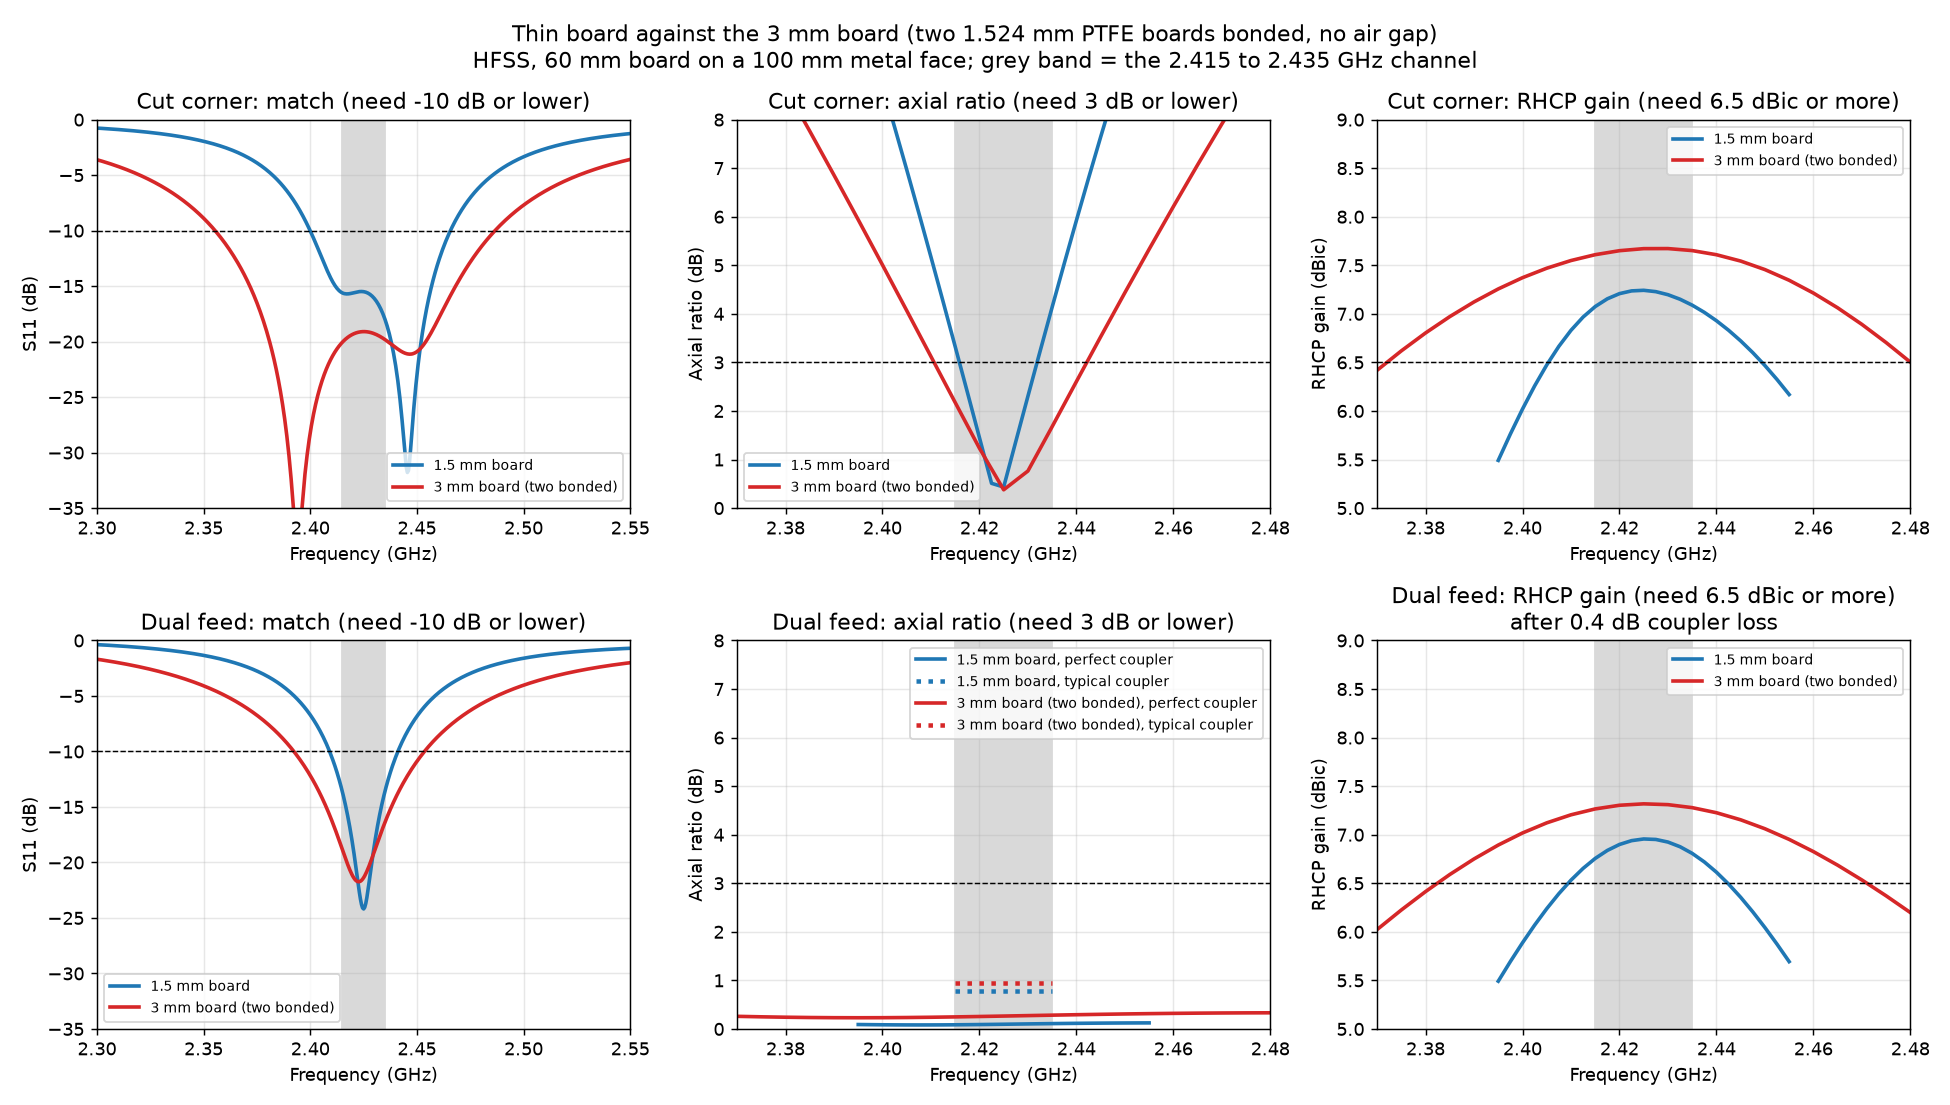 Thin board against the 3 mm board (two 1.524 mm PTFE boards bonded, no air gap)
HFSS, 60 mm board on a 100 mm metal face; grey band = the 2.415 to 2.435 GHz channel
Cut corner: match (need -10 dB or lower)
S11 (dB)
0
−5
−10
−15
−20
−25
−30
−35
1.5 mm board
3 mm board (two bonded)
2.30
2.35
2.40
2.45
2.50
2.55
Frequency (GHz)
Cut corner: axial ratio (need 3 dB or lower)
Axial ratio (dB)
8
7
6
5
4
3
2
1
0
1.5 mm board
3 mm board (two bonded)
2.38
2.40
2.42
2.44
2.46
2.48
Frequency (GHz)
Cut corner: RHCP gain (need 6.5 dBic or more)
RHCP gain (dBic)
9.0
8.5
8.0
7.5
7.0
6.5
6.0
5.5
5.0
1.5 mm board
3 mm board (two bonded)
2.38
2.40
2.42
2.44
2.46
2.48
Frequency (GHz)
Dual feed: match (need -10 dB or lower)
S11 (dB)
0
−5
−10
−15
−20
−25
−30
−35
1.5 mm board
3 mm board (two bonded)
2.30
2.35
2.40
2.45
2.50
2.55
Frequency (GHz)
Dual feed: axial ratio (need 3 dB or lower)
Axial ratio (dB)
8
7
6
5
4
3
2
1
0
1.5 mm board, perfect coupler
1.5 mm board, typical coupler
3 mm board (two bonded), perfect coupler
3 mm board (two bonded), typical coupler
2.38
2.40
2.42
2.44
2.46
2.48
Frequency (GHz)
Dual feed: RHCP gain (need 6.5 dBic or more)
after 0.4 dB coupler loss
RHCP gain (dBic)
9.0
8.5
8.0
7.5
7.0
6.5
6.0
5.5
5.0
1.5 mm board
3 mm board (two bonded)
2.38
2.40
2.42
2.44
2.46
2.48
Frequency (GHz)